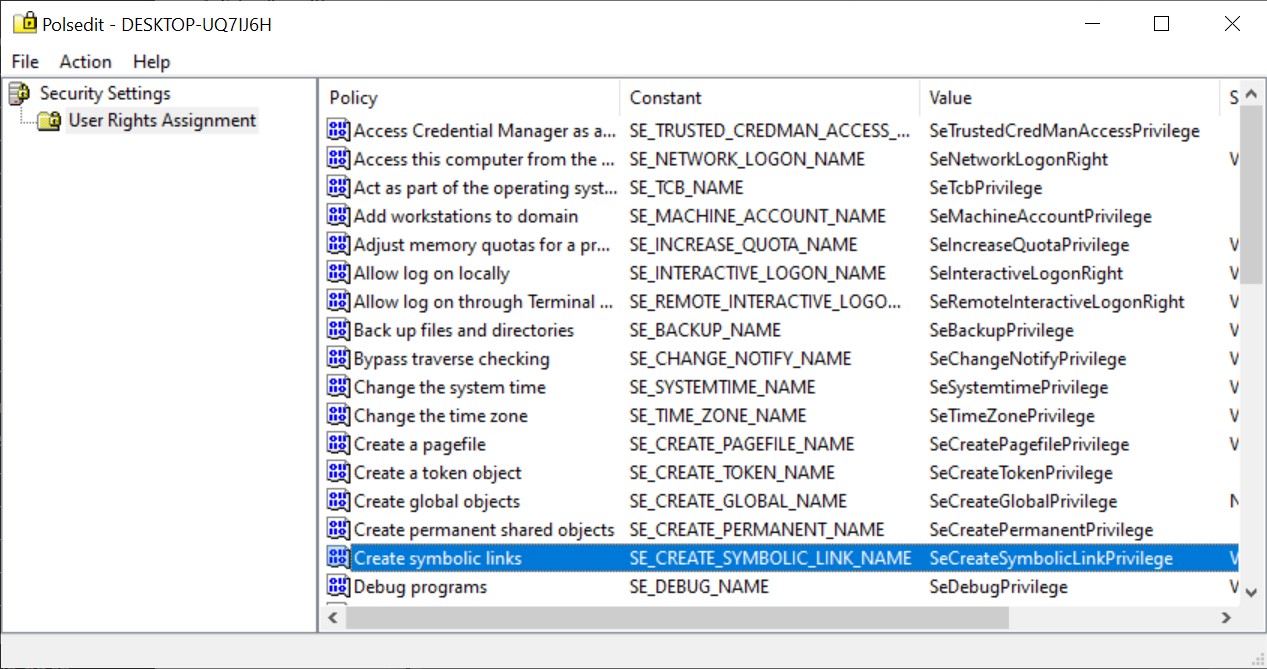 Polsedit - DESKTOP-UQ7IJ6H
File Action Help
Security Settings
User Rights Assignment
Policy Constant Value S
Access Credential Manager as a... SE_TRUSTED_CREDMAN_ACCESS_... SeTrustedCredManAccessPrivilege
Access this computer from the ... SE_NETWORK_LOGON_NAME SeNetworkLogonRight
Act as part of the operating syst... SE_TCB_NAME SeTcbPrivilege
Add workstations to domain SE_MACHINE_ACCOUNT_NAME SeMachineAccountPrivilege
Adjust memory quotas for a pr... SE_INCREASE_QUOTA_NAME SeIncreaseQuotaPrivilege
Allow log on locally SE_INTERACTIVE_LOGON_NAME SeInteractiveLogonRight
Allow log on through Terminal ... SE_REMOTE_INTERACTIVE_LOGO... SeRemoteInteractiveLogonRight
Back up files and directories SE_BACKUP_NAME SeBackupPrivilege
Bypass traverse checking SE_CHANGE_NOTIFY_NAME SeChangeNotifyPrivilege
Change the system time SE_SYSTEMTIME_NAME SeSystemtimePrivilege
Change the time zone SE_TIME_ZONE_NAME SeTimeZonePrivilege
Create a pagefile SE_CREATE_PAGEFILE_NAME SeCreatePagefilePrivilege
Create a token object SE_CREATE_TOKEN_NAME SeCreateTokenPrivilege
Create global objects SE_CREATE_GLOBAL_NAME SeCreateGlobalPrivilege
Create permanent shared objects SE_CREATE_PERMANENT_NAME SeCreatePermanentPrivilege
Create symbolic links SE_CREATE_SYMBOLIC_LINK_NAME SeCreateSymbolicLinkPrivilege
Debug programs SE_DEBUG_NAME SeDebugPrivilege